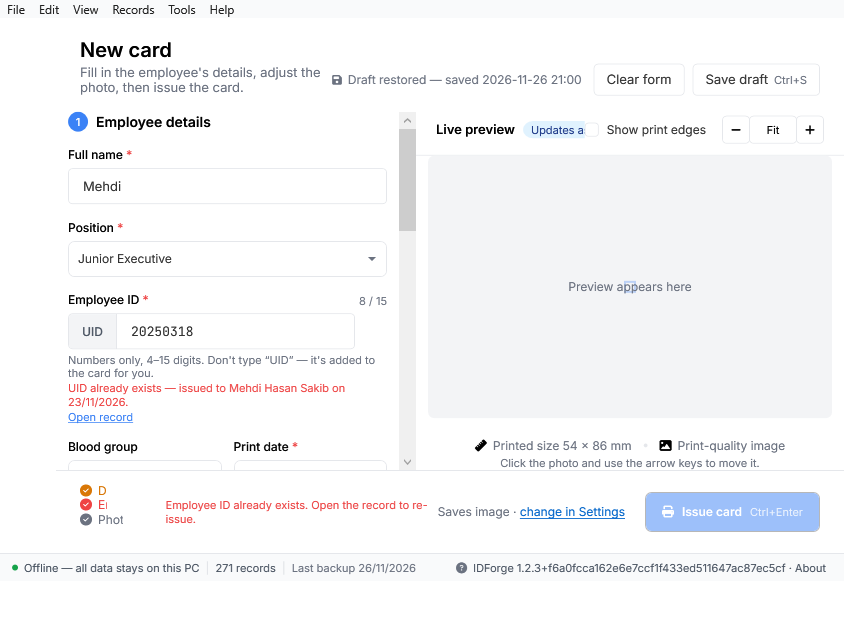 File Edit View Records Tools Help
New card
Fill in the employee's details, adjust the
photo, then issue the card.
Draft restored — saved 2026-11-26 21:00
Clear form
Save draft Ctrl+S
1 Employee details
Full name *
Mehdi
Position *
Junior Executive
Employee ID *
8 / 15
UID
20250318
Numbers only, 4–15 digits. Don't type “UID” — it's added to
the card for you.
UID already exists — issued to Mehdi Hasan Sakib on
23/11/2026.
Open record
Blood group
Print date *
Live preview
Updates a
Show print edges
− Fit +
Preview appears here
Printed size 54 × 86 mm • Print-quality image
Click the photo and use the arrow keys to move it.
D
Ei
Phot
Employee ID already exists. Open the record to re-
issue.
Saves image · change in Settings
Issue card Ctrl+Enter
Offline — all data stays on this PC
271 records
Last backup 26/11/2026
? IDForge 1.2.3+f6a0fcca162e6e7ccf1f433ed511647ac87ec5cf · About